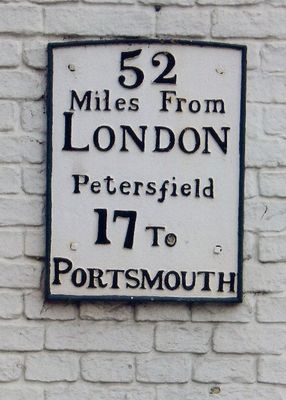 52
Miles From
LONDON
Petersfield
17 To
PORTSMOUTH